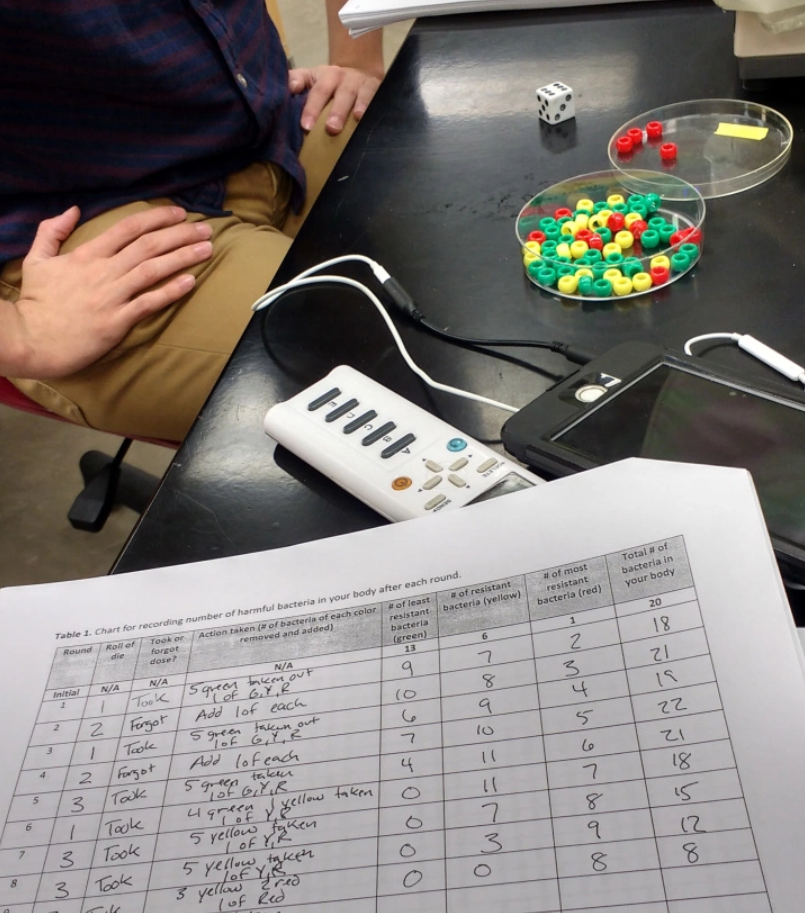 Table 1. Chart for recording number of harmful bacteria in your body after each round.
Round
Roll of die
Took or forgot dose?
Action taken (# of bacteria of each color removed and added)
# of least resistant bacteria (green)
# of resistant bacteria (yellow)
# of most resistant bacteria (red)
Total # of bacteria in your body
Initial N/A N/A N/A 13 6 1 20
1 1 Took 5 green taken out 9 7 2 18
1 of G,Y,R
2 2 Forgot Add 1 of each 10 8 3 21
3 1 Took 5 green taken out 6 9 4 19
1 of G,Y,R
4 2 Forgot Add 1 of each 7 10 5 22
5 3 Took 5 green taken 4 11 6 21
1 of G,Y,R
6 1 Took 4 green 1 yellow taken 0 11 7 18
1 of Y,R
7 3 Took 5 yellow taken 0 7 8 15
1 of Y,R
8 3 Took 5 yellow taken 0 3 9 12
1 of Y,R
3 yellow 2 red 0 0 8 8
1 of Red
E
D
C
B
A